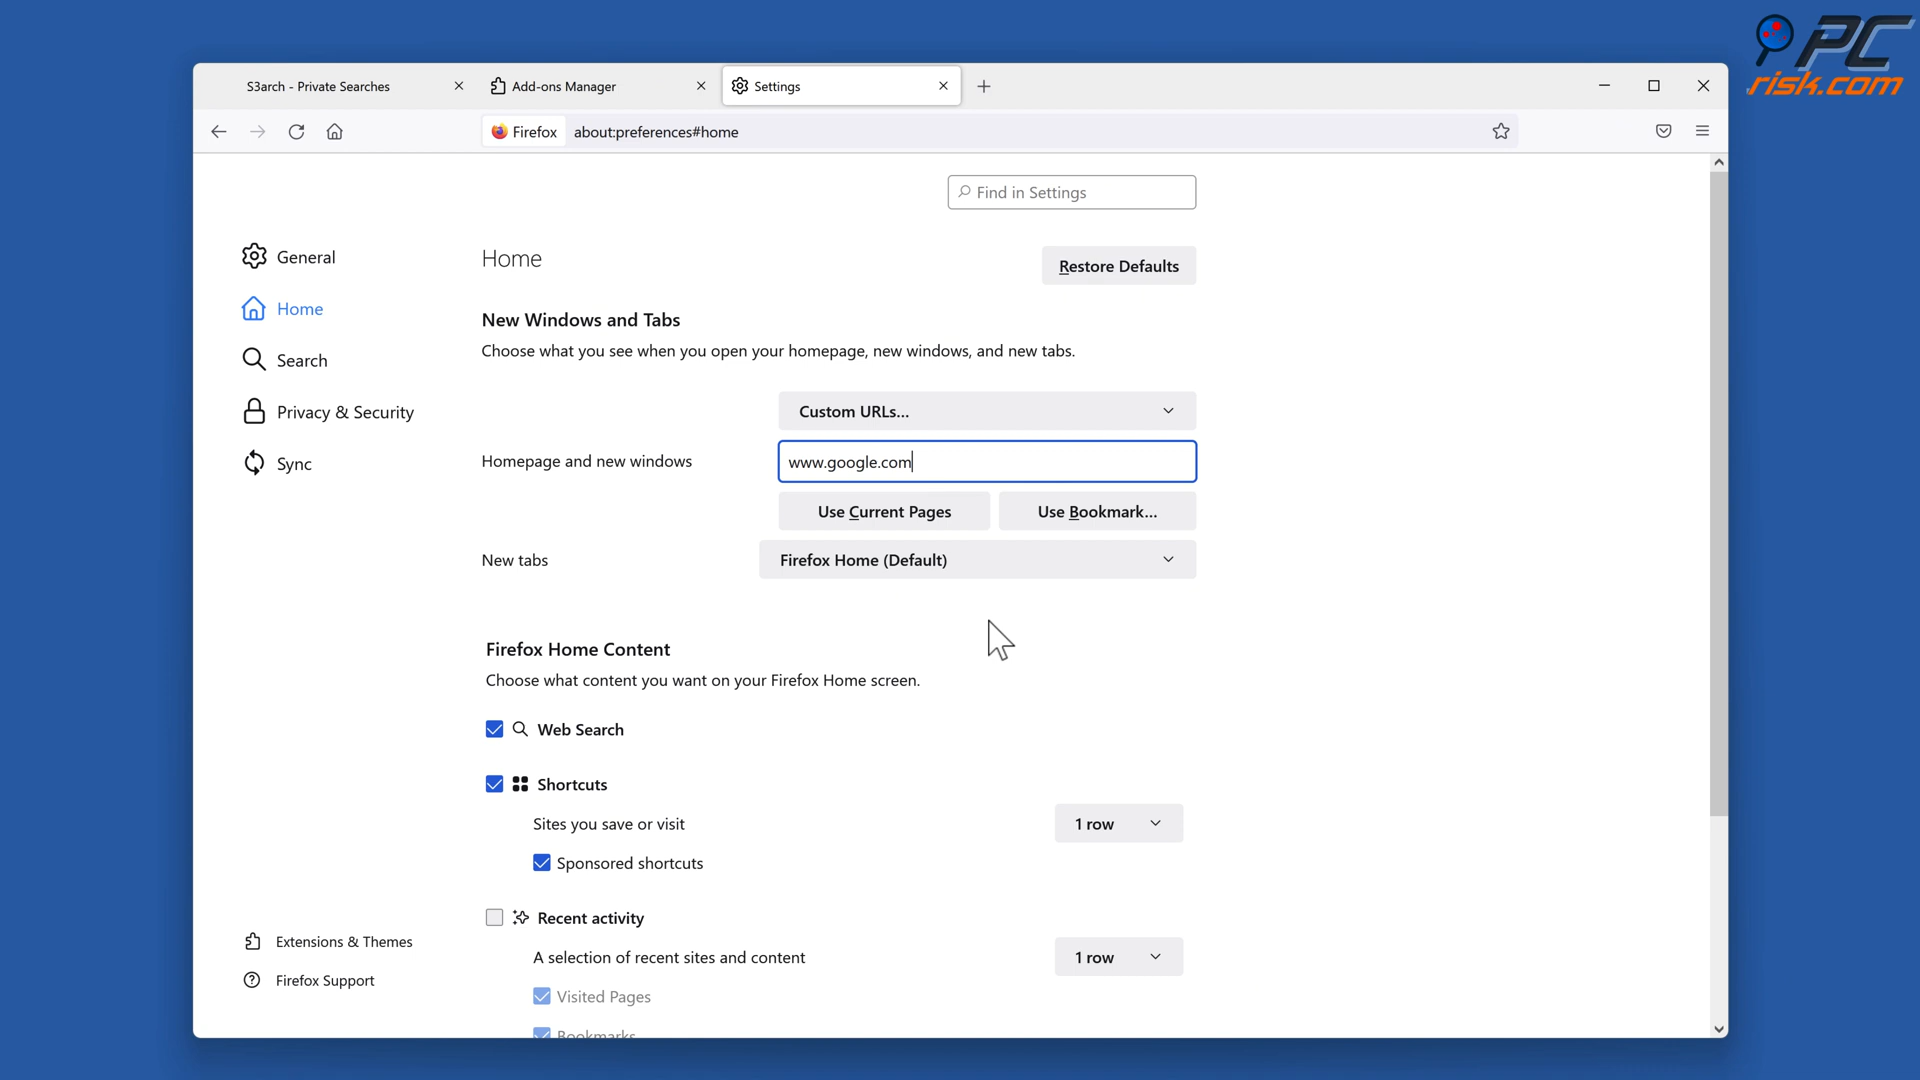 PC
risk.com
S3arch - Private Searches
Add-ons Manager
Settings
Firefox
about:preferences#home
Find in Settings
General
Home
Search
Privacy & Security
Sync
Extensions & Themes
Firefox Support
Home
Restore Defaults
New Windows and Tabs
Choose what you see when you open your homepage, new windows, and new tabs.
Custom URLs...
Homepage and new windows
www.google.com
Use Current Pages
Use Bookmark...
New tabs
Firefox Home (Default)
Firefox Home Content
Choose what content you want on your Firefox Home screen.
Web Search
Shortcuts
Sites you save or visit
1 row
Sponsored shortcuts
Recent activity
A selection of recent sites and content
1 row
Visited Pages
Bookmarks